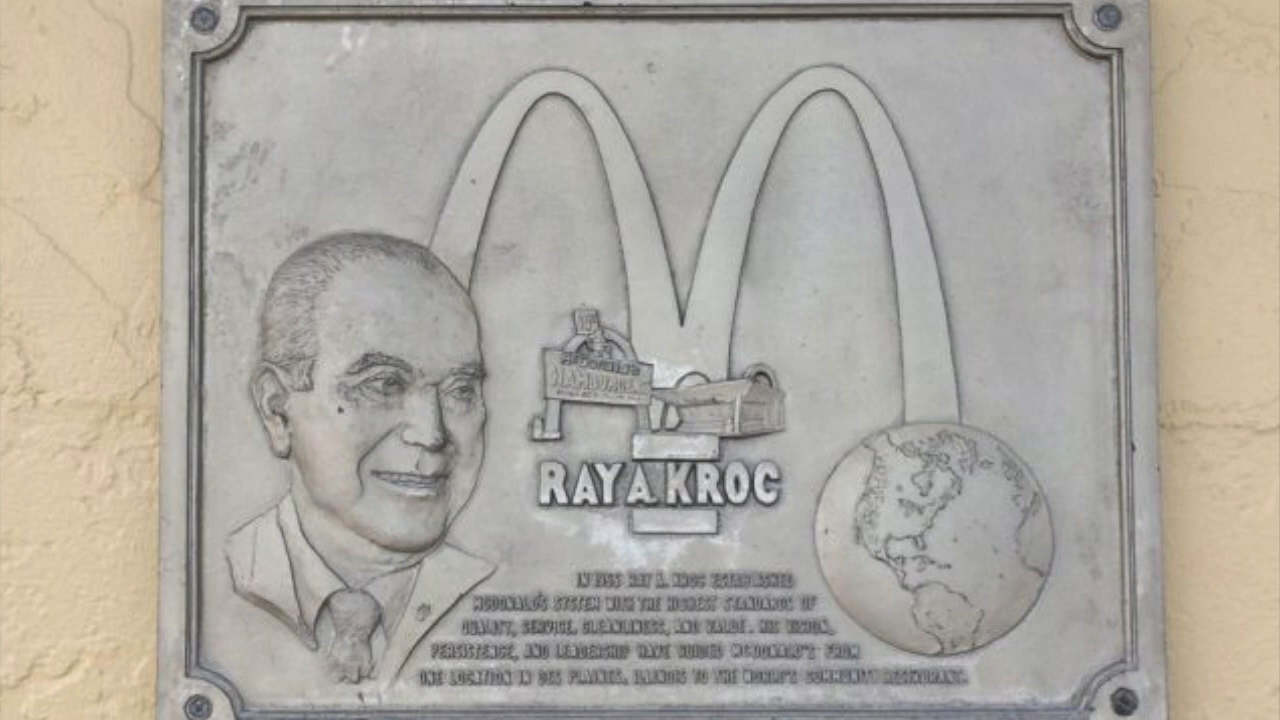 McDONALD'S
HAMBURGERS
RAY A. KROC
IN 1955 RAY A. KROC ESTABLISHED
MCDONALD'S SYSTEM WITH THE HIGHEST STANDARDS OF
QUALITY, SERVICE, CLEANLINESS, AND VALUE. HIS VISION,
PERSISTENCE, AND LEADERSHIP HAVE GUIDED MCDONALD'S FROM
ONE LOCATION IN DES PLAINES, ILLINOIS TO THE WORLD'S COMMUNITY RESTAURANT.